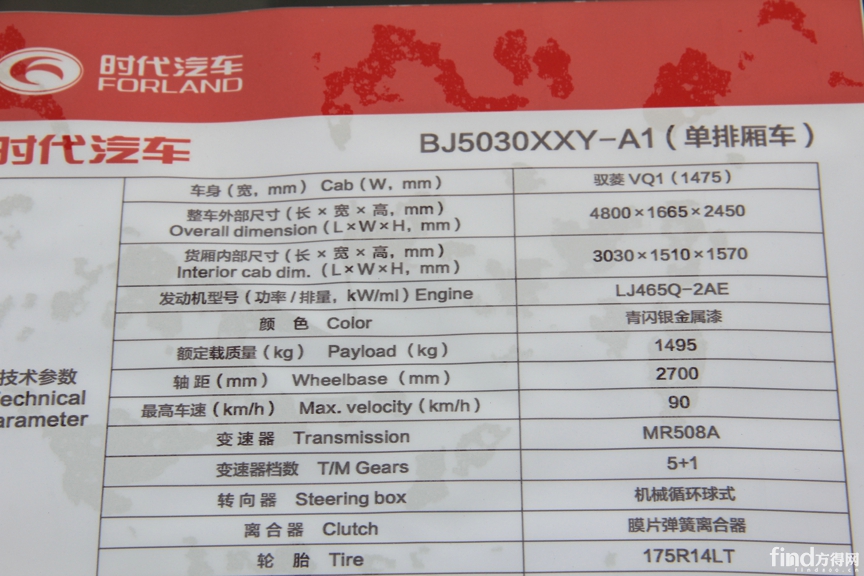 时代汽车
FORLAND
时代汽车
BJ5030XXY-A1（单排厢车）
车身（宽，mm） Cab（W，mm） 驭菱 VQ1（1475）
整车外部尺寸（长 × 宽 × 高，mm）
Overall dimension（L×W×H，mm） 4800×1665×2450
货厢内部尺寸（长 × 宽 × 高，mm）
Interior cab dim.（L×W×H，mm） 3030×1510×1570
发动机型号（功率 / 排量，kW/ml）Engine LJ465Q-2AE
颜 色 Color 青闪银金属漆
额定载质量（kg） Payload（kg） 1495
轴 距（mm） Wheelbase（mm） 2700
最高车速（km/h） Max. velocity（km/h） 90
变 速 器 Transmission MR508A
变速器档数 T/M Gears 5+1
转 向 器 Steering box 机械循环球式
离 合 器 Clutch 膜片弹簧离合器
轮 胎 Tire 175R14LT
技术参数
echnical
arameter
find方得网
findaso.cn